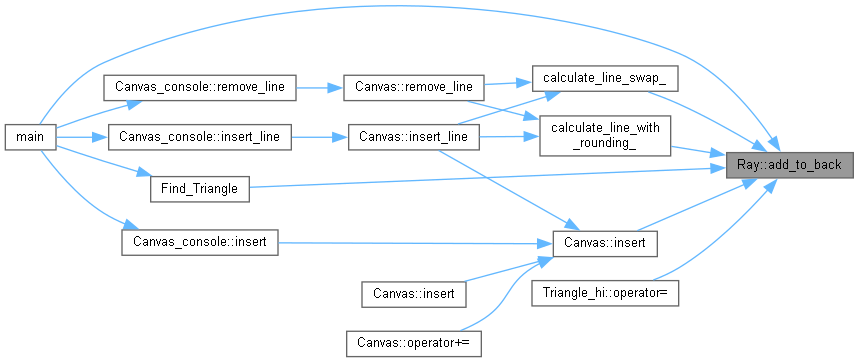 main
Canvas_console::remove_line
Canvas_console::insert_line
Find_Triangle
Canvas_console::insert
Canvas::remove_line
Canvas::insert_line
Canvas::insert
Canvas::operator+=
calculate_line_swap_
calculate_line_with
_rounding_
Canvas::insert
Triangle_hi::operator=
Ray::add_to_back